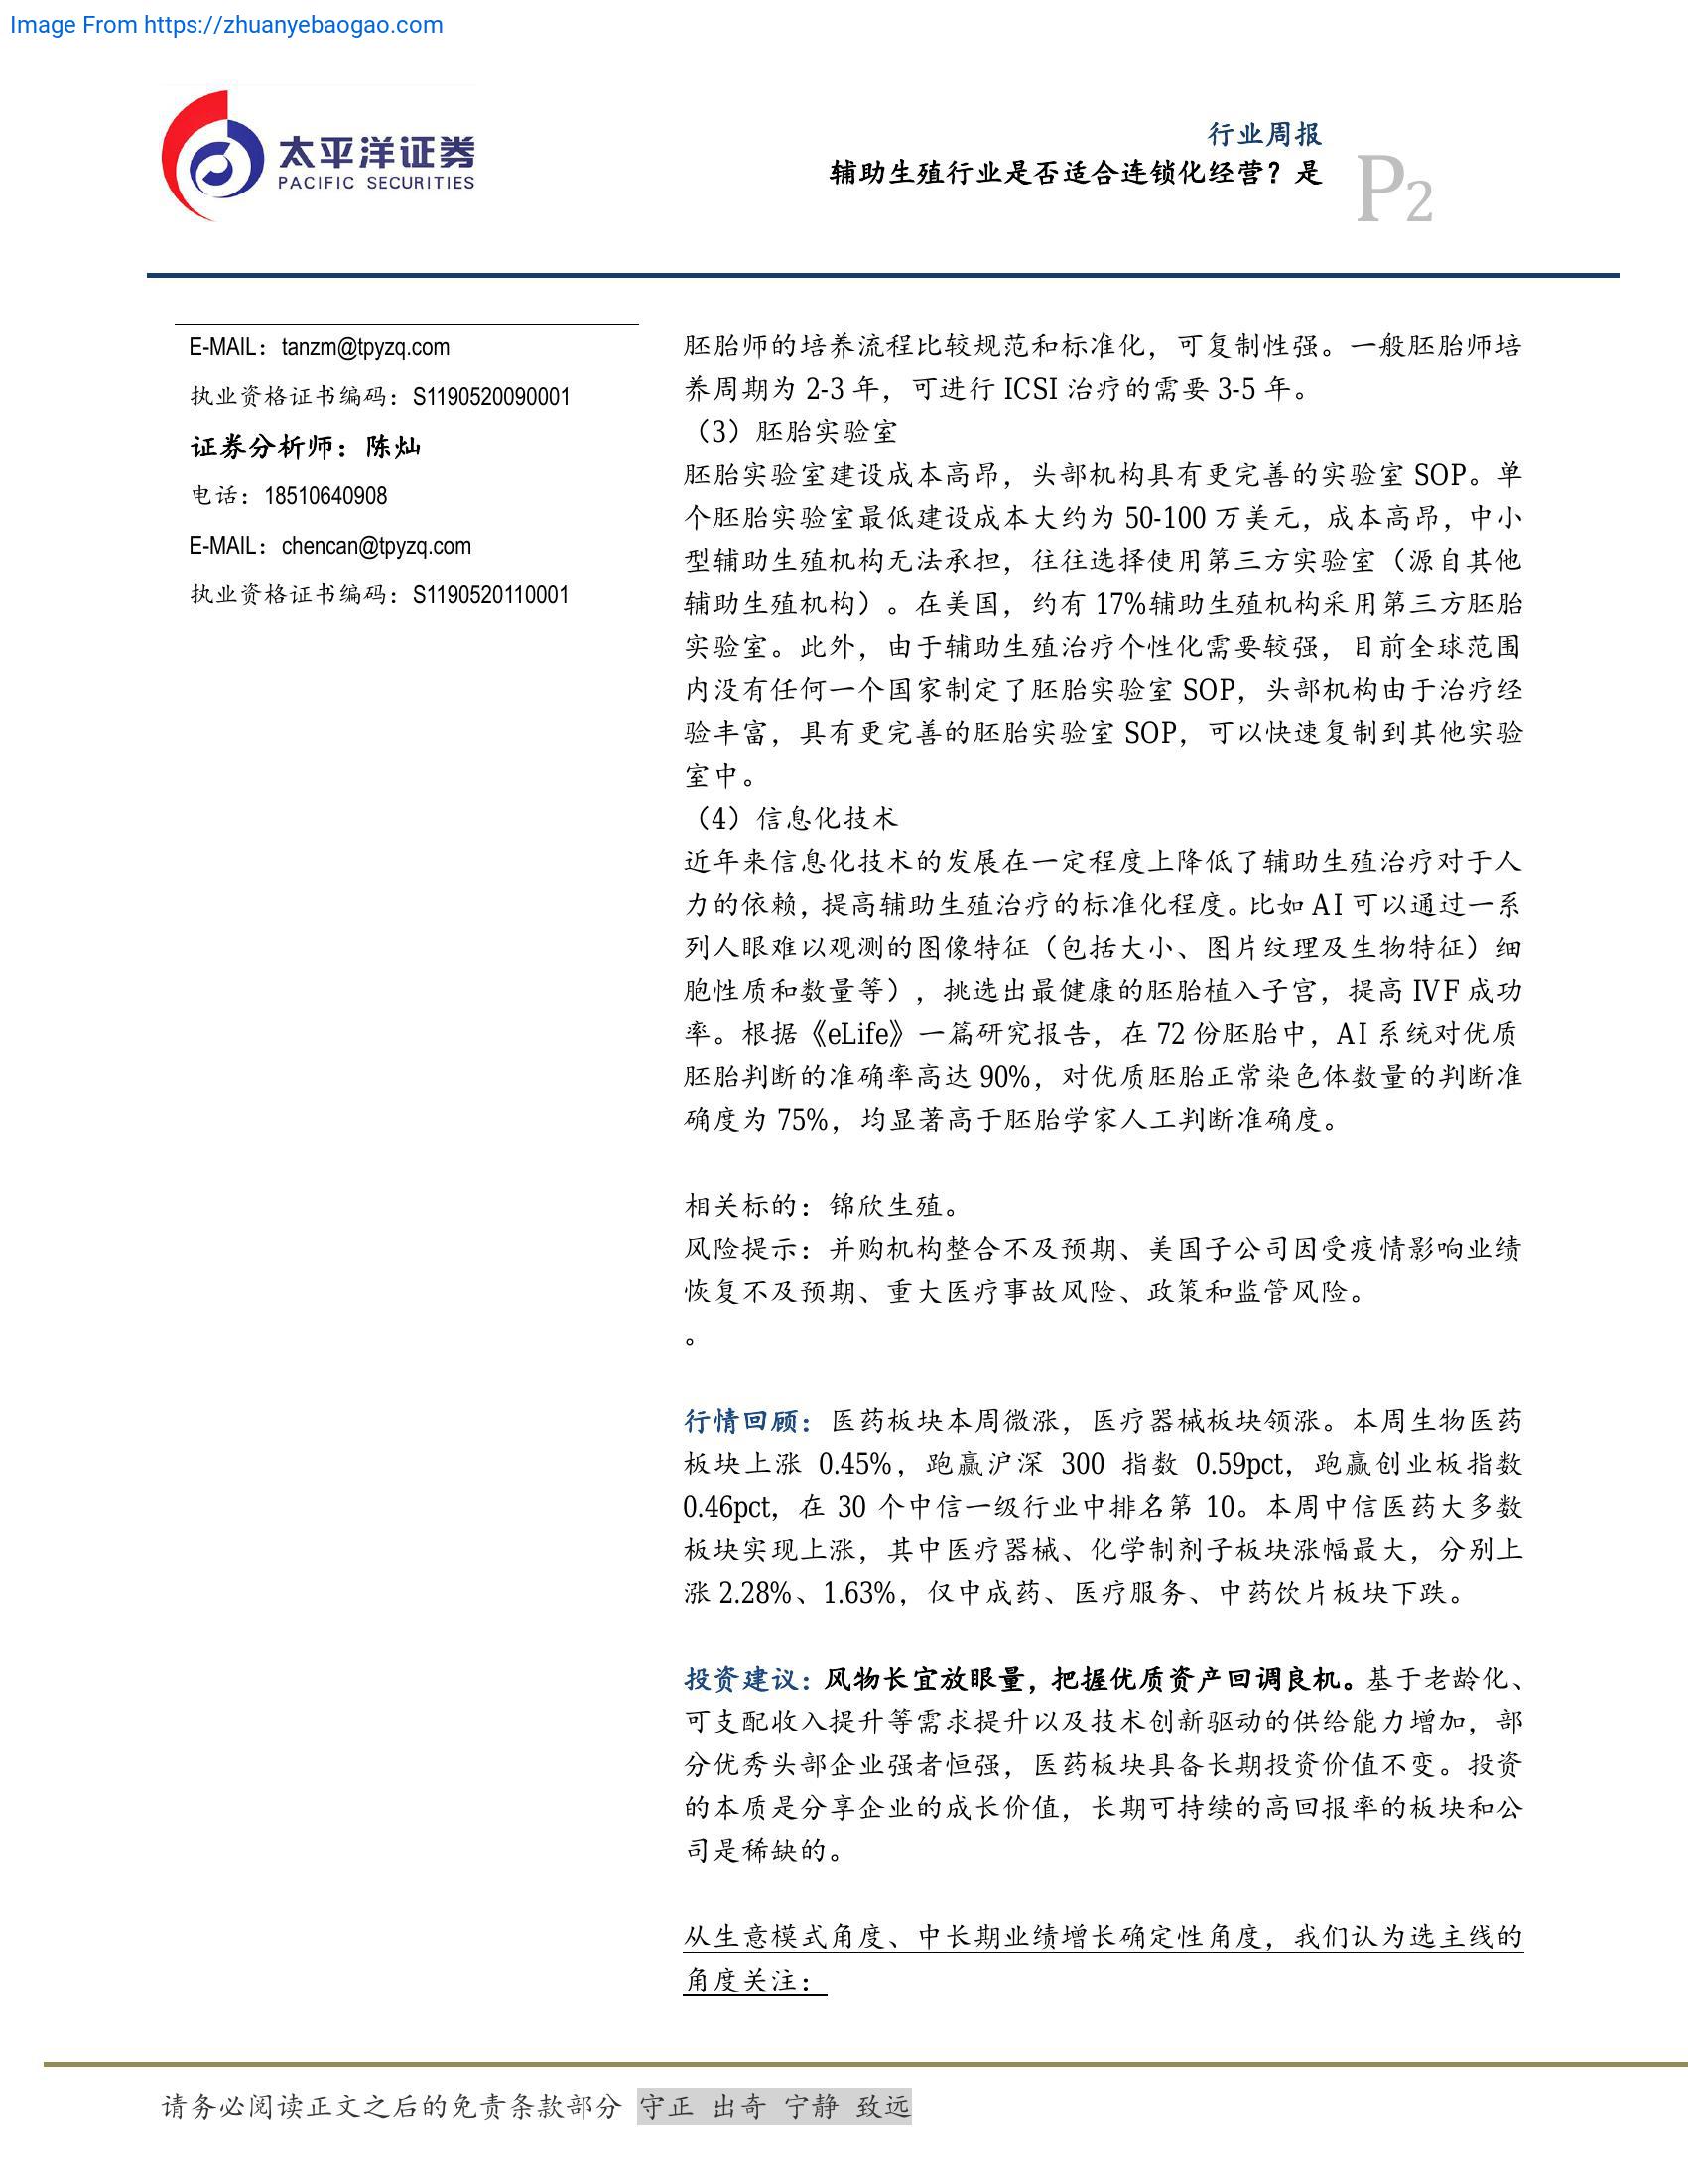 Image From https://zhuanyebaogao.com
太平洋证券
PACIFIC SECURITIES
行业周报
辅助生殖行业是否适合连锁化经营？是
P2
E-MAIL：tanzm@tpyzq.com
执业资格证书编码：S1190520090001
证券分析师：陈灿
电话：18510640908
E-MAIL：chencan@tpyzq.com
执业资格证书编码：S1190520110001
胚胎师的培养流程比较规范和标准化，可复制性强。一般胚胎师培
养周期为 2-3 年，可进行 ICSI 治疗的需要 3-5 年。
（3）胚胎实验室
胚胎实验室建设成本高昂，头部机构具有更完善的实验室 SOP。单
个胚胎实验室最低建设成本大约为 50-100 万美元，成本高昂，中小
型辅助生殖机构无法承担，往往选择使用第三方实验室（源自其他
辅助生殖机构）。在美国，约有 17%辅助生殖机构采用第三方胚胎
实验室。此外，由于辅助生殖治疗个性化需要较强，目前全球范围
内没有任何一个国家制定了胚胎实验室 SOP，头部机构由于治疗经
验丰富，具有更完善的胚胎实验室 SOP，可以快速复制到其他实验
室中。
（4）信息化技术
近年来信息化技术的发展在一定程度上降低了辅助生殖治疗对于人
力的依赖，提高辅助生殖治疗的标准化程度。比如 AI 可以通过一系
列人眼难以观测的图像特征（包括大小、图片纹理及生物特征）细
胞性质和数量等），挑选出最健康的胚胎植入子宫，提高 IVF 成功
率。根据《eLife》一篇研究报告，在 72 份胚胎中，AI 系统对优质
胚胎判断的准确率高达 90%，对优质胚胎正常染色体数量的判断准
确度为 75%，均显著高于胚胎学家人工判断准确度。
相关标的：锦欣生殖。
风险提示：并购机构整合不及预期、美国子公司因受疫情影响业绩
恢复不及预期、重大医疗事故风险、政策和监管风险。
。
行情回顾：医药板块本周微涨，医疗器械板块领涨。本周生物医药
板块上涨 0.45%，跑赢沪深 300 指数 0.59pct，跑赢创业板指数
0.46pct，在 30 个中信一级行业中排名第 10。本周中信医药大多数
板块实现上涨，其中医疗器械、化学制剂子板块涨幅最大，分别上
涨 2.28%、1.63%，仅中成药、医疗服务、中药饮片板块下跌。
投资建议：风物长宜放眼量，把握优质资产回调良机。基于老龄化、
可支配收入提升等需求提升以及技术创新驱动的供给能力增加，部
分优秀头部企业强者恒强，医药板块具备长期投资价值不变。投资
的本质是分享企业的成长价值，长期可持续的高回报率的板块和公
司是稀缺的。
从生意模式角度、中长期业绩增长确定性角度，我们认为选主线的
角度关注：
请务必阅读正文之后的免责条款部分 守正 出奇 宁静 致远